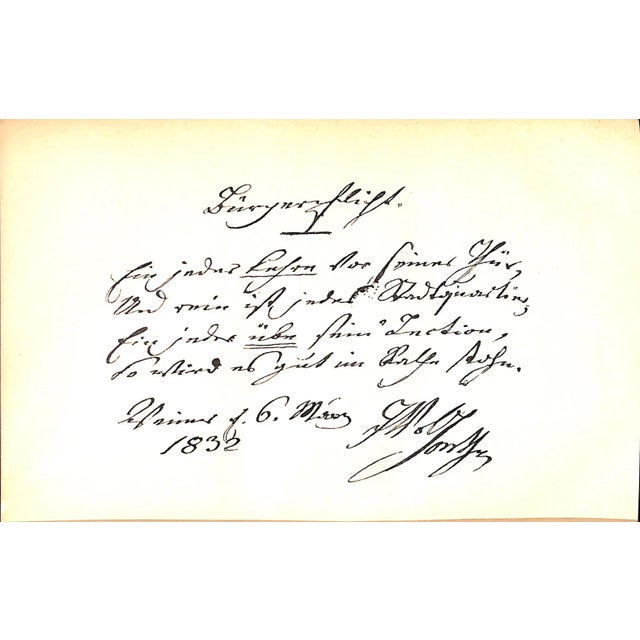 Bürgerpflicht.
Ein jeder kehre vor seiner Thür,
Und rein ist jedes Stadtquartier,
Ein jeder übe sein' Lection,
So wird es gut im Rathe stehn.
Weimar d. 6. März
1832
JWvGoethe